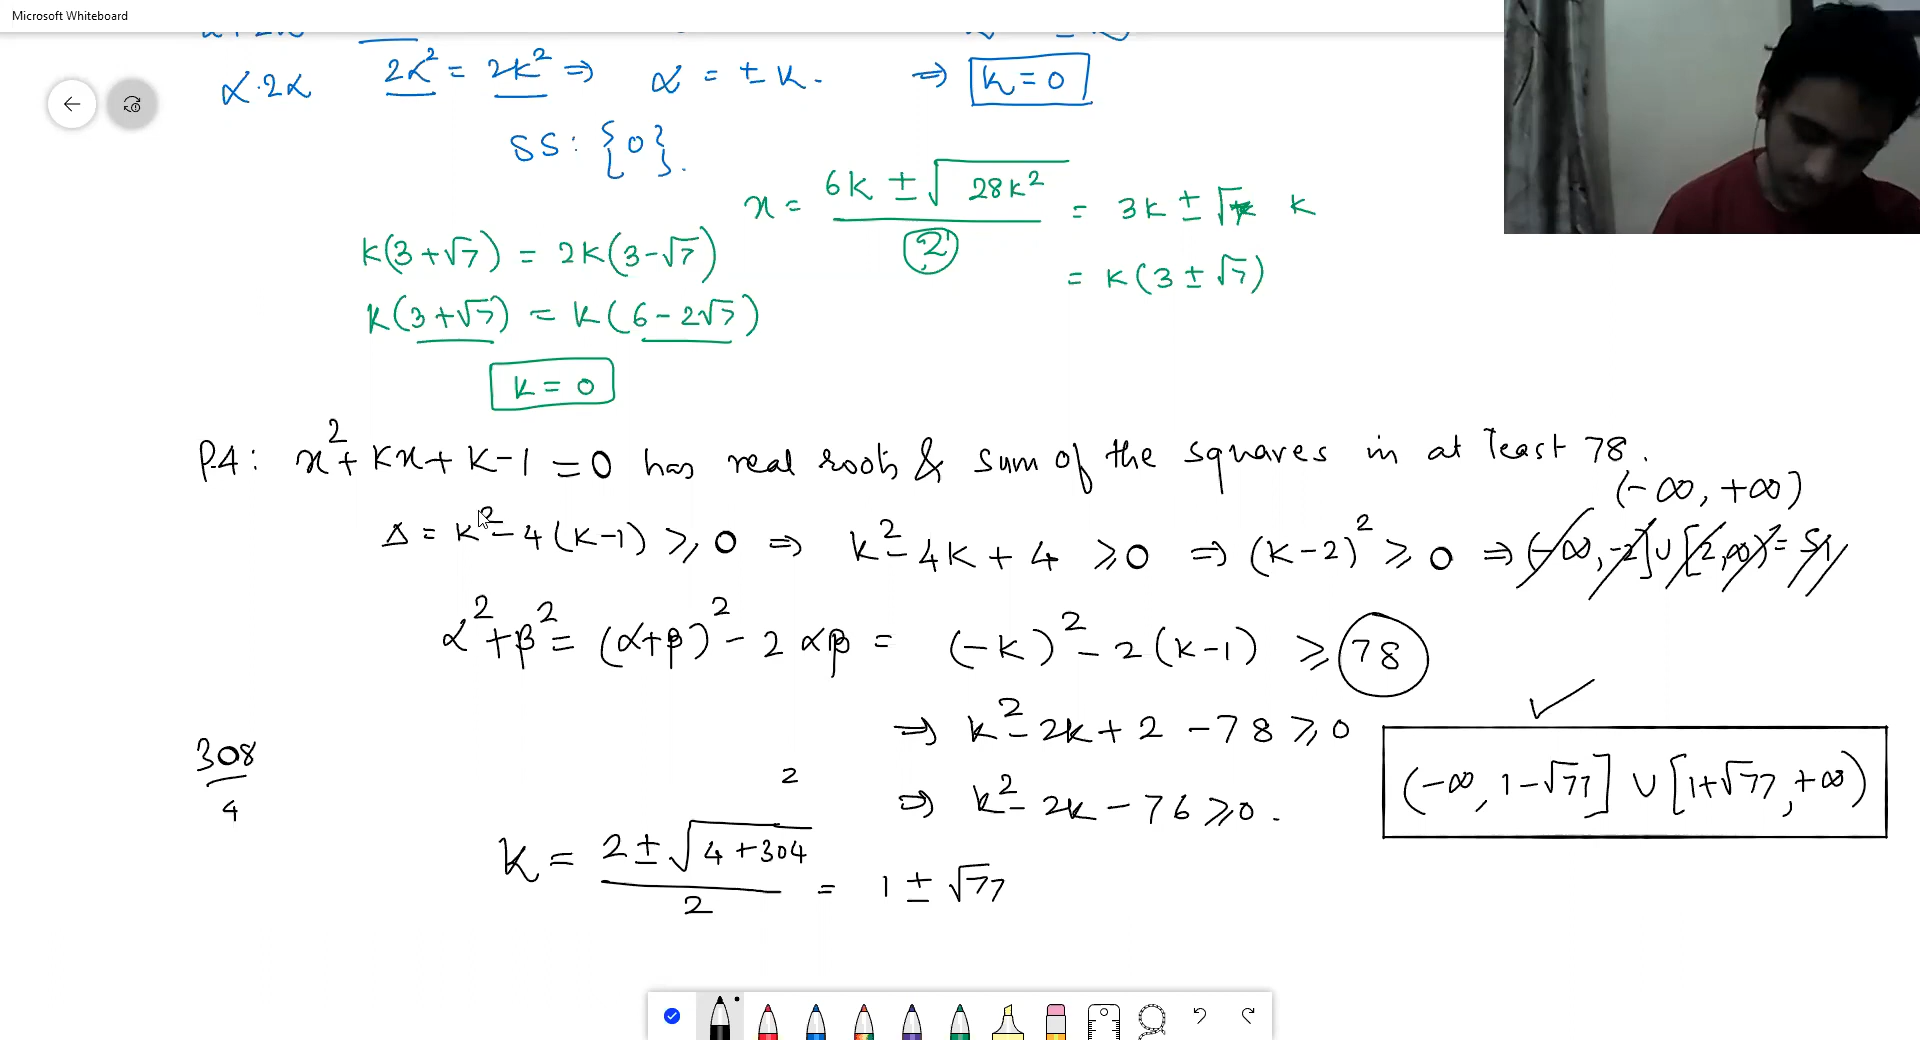 Microsoft Whiteboard
α·2α 2α² = 2k² ⇒ α = ± k. ⇒ k = 0
SS: {0}.
x = (6k ± √28k²)/2 = 3k ± √7 k
= k(3 ± √7)
k(3+√7) = 2k(3-√7)
k(3+√7) = k(6-2√7)
k = 0
P.4: x² + kx + k-1 = 0 has real roots & sum of the squares in at least 78.
(-∞, +∞)
Δ = k² - 4(k-1) ≥ 0 ⇒ k² - 4k + 4 ≥ 0 ⇒ (k-2)² ≥ 0 ⇒ (-∞, -2] ∪ [2, ∞) = S1
α² + β² = (α+β)² - 2αβ = (-k)² - 2(k-1) ≥ 78
⇒ k² - 2k + 2 - 78 ≥ 0
⇒ k² - 2k - 76 ≥ 0.
✓
(-∞, 1-√77] ∪ [1+√77, +∞)
308/4
2
k = (2 ± √4+304)/2 = 1 ± √77